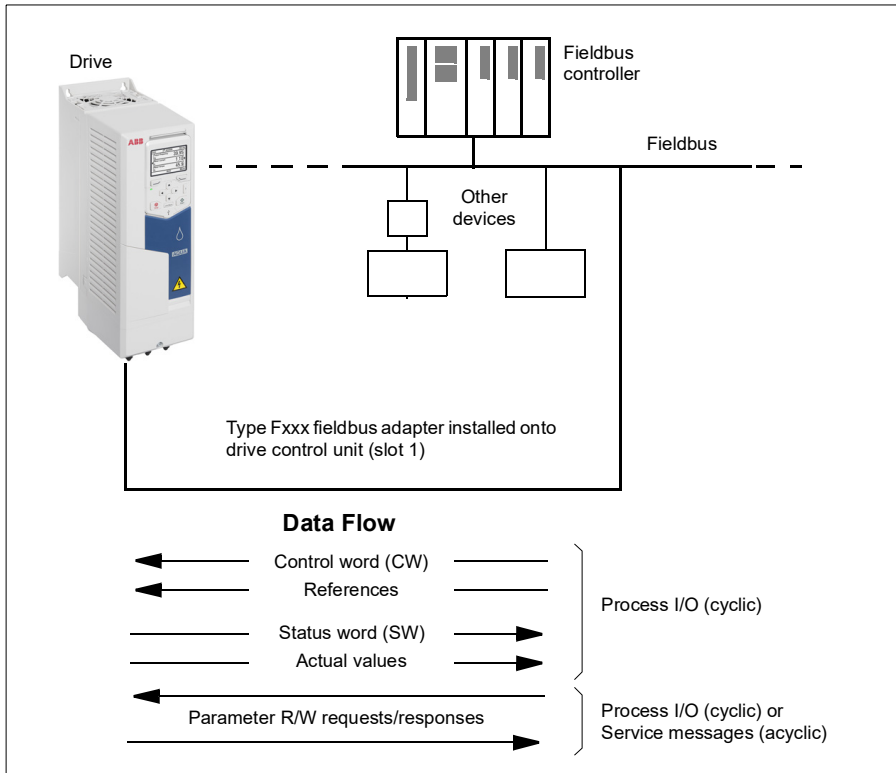 Drive
Fieldbus
controller
ABB
Fieldbus
Other
devices
ACQ580
Type Fxxx fieldbus adapter installed onto
drive control unit (slot 1)
Data Flow
Control word (CW)
References
Process I/O (cyclic)
Status word (SW)
Actual values
Parameter R/W requests/responses
Process I/O (cyclic) or
Service messages (acyclic)